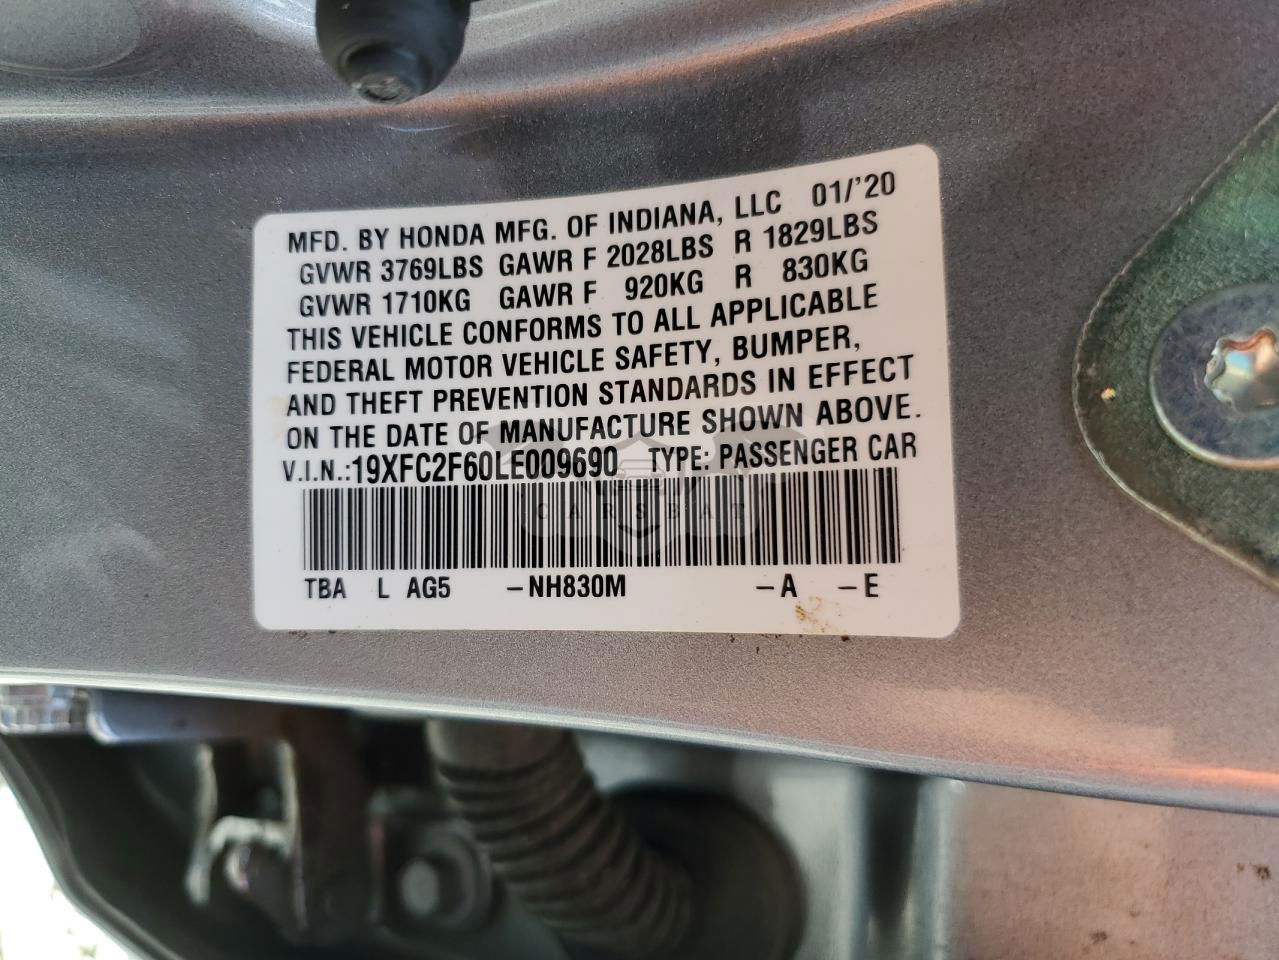 MFD. BY HONDA MFG. OF INDIANA, LLC 01/'20
GVWR 3769LBS GAWR F 2028LBS R 1829LBS
GVWR 1710KG GAWR F 920KG R 830KG
THIS VEHICLE CONFORMS TO ALL APPLICABLE
FEDERAL MOTOR VEHICLE SAFETY, BUMPER,
AND THEFT PREVENTION STANDARDS IN EFFECT
ON THE DATE OF MANUFACTURE SHOWN ABOVE.
V.I.N.:19XFC2F60LE009690 TYPE: PASSENGER CAR
CARSBAT
TBA L AG5 -NH830M -A -E